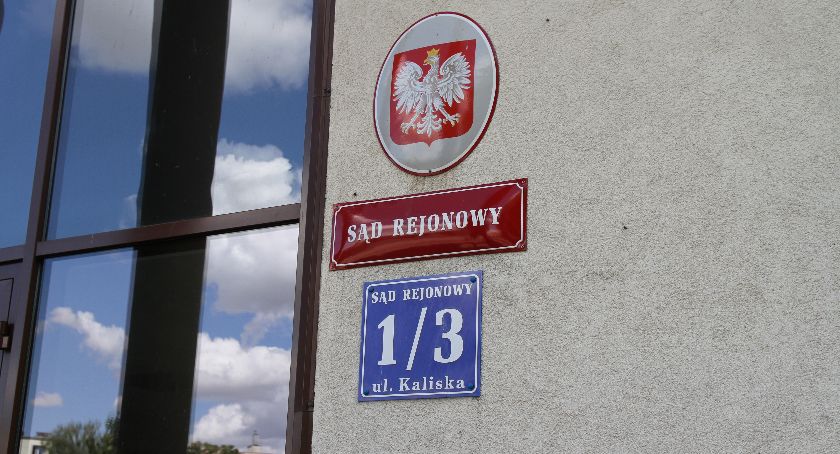 SĄD REJONOWY
SĄD REJONOWY
1/3
ul. Kaliska